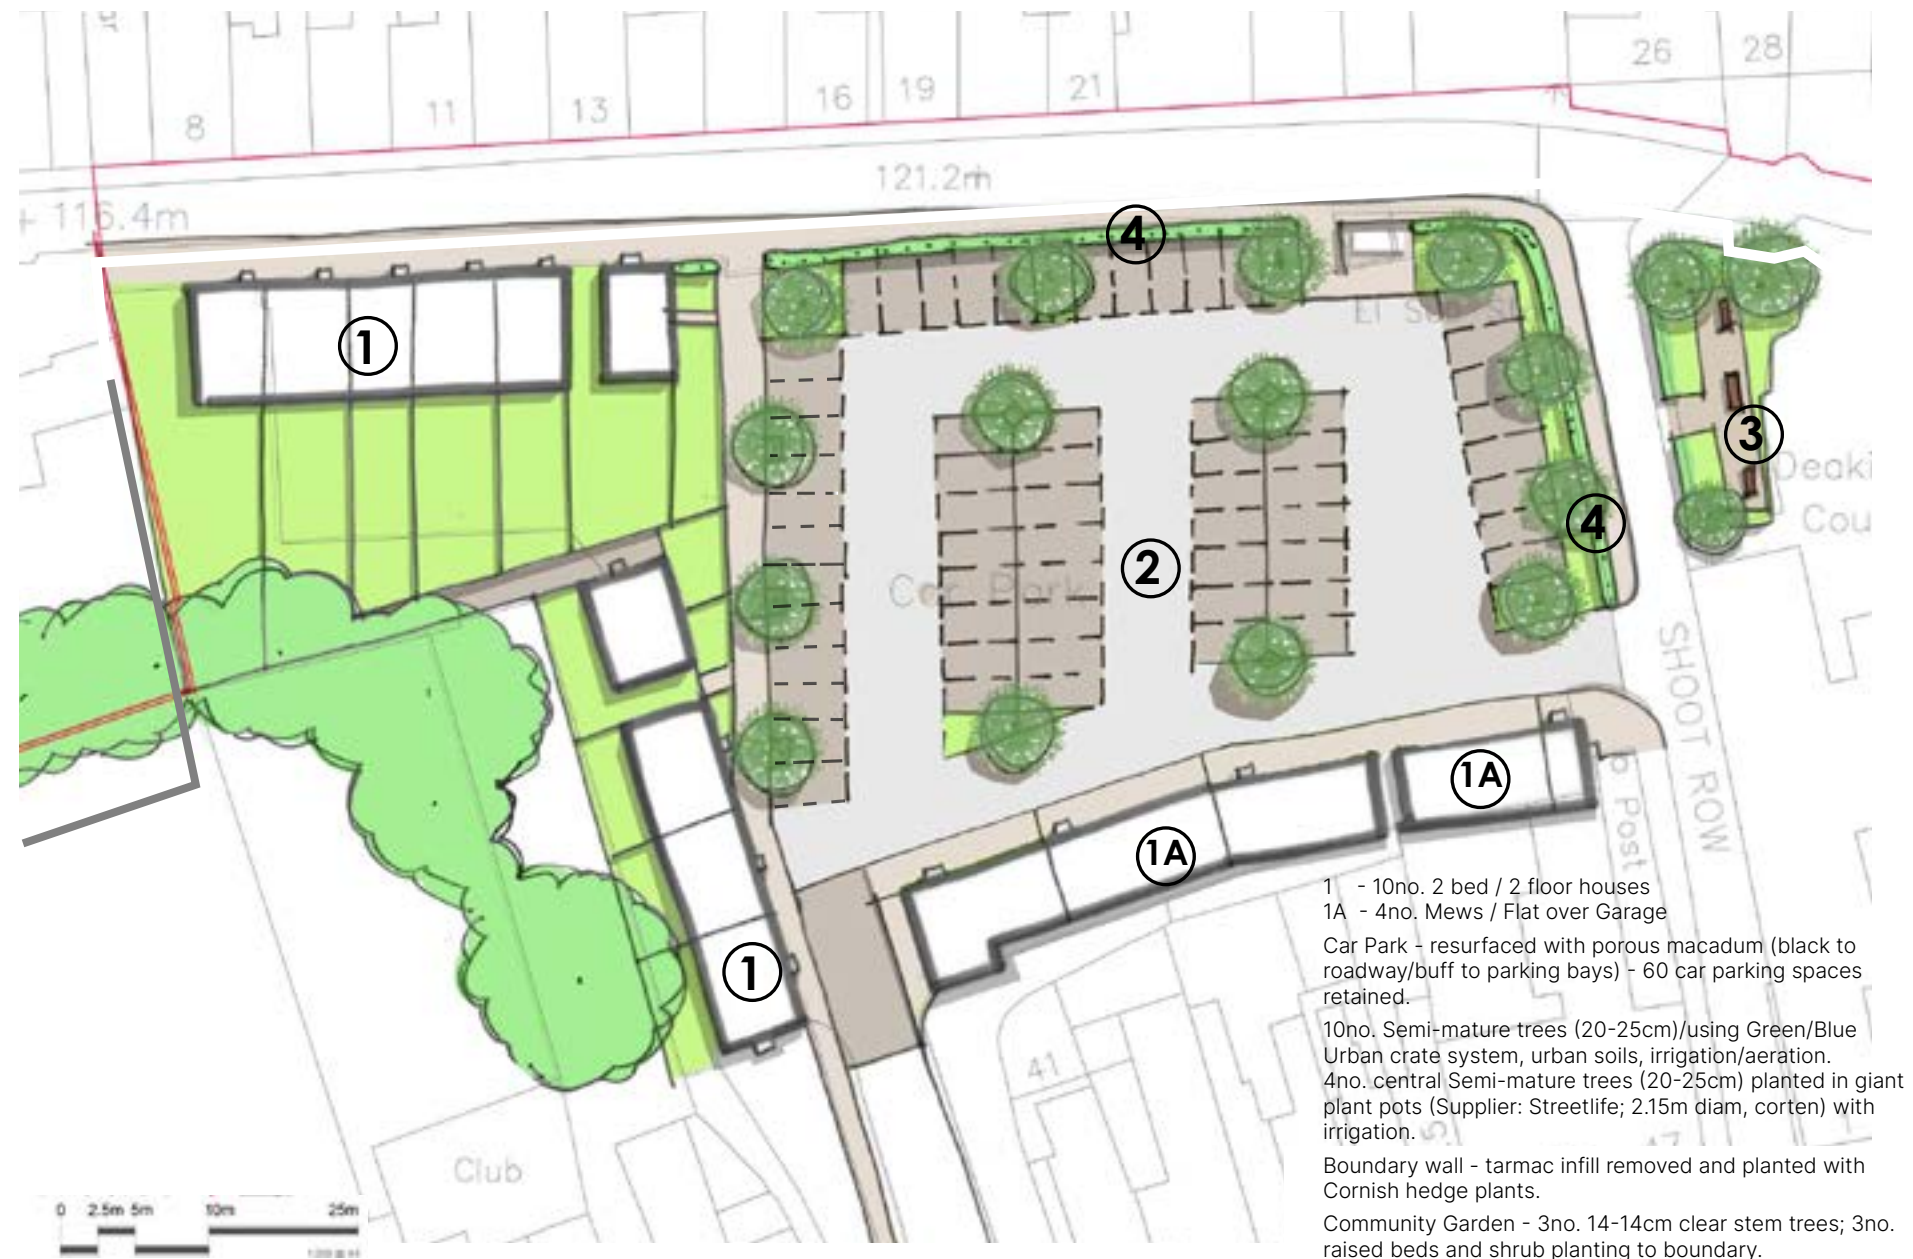 26
28
8
11
13
16
19
21
121.2m
+ 116.4m
4
1
3
Deaki
Cou
El Sub St
4
2
Car Park
SHOOT ROW
1A
1A
Post
1
41
Club
0 2.5m 5m 10m 25m
1 - 10no. 2 bed / 2 floor houses
1A - 4no. Mews / Flat over Garage
Car Park - resurfaced with porous macadum (black to
roadway/buff to parking bays) - 60 car parking spaces
retained.
10no. Semi-mature trees (20-25cm)/using Green/Blue
Urban crate system, urban soils, irrigation/aeration.
4no. central Semi-mature trees (20-25cm) planted in giant
plant pots (Supplier: Streetlife; 2.15m diam, corten) with
irrigation.
Boundary wall - tarmac infill removed and planted with
Cornish hedge plants.
Community Garden - 3no. 14-14cm clear stem trees; 3no.
raised beds and shrub planting to boundary.